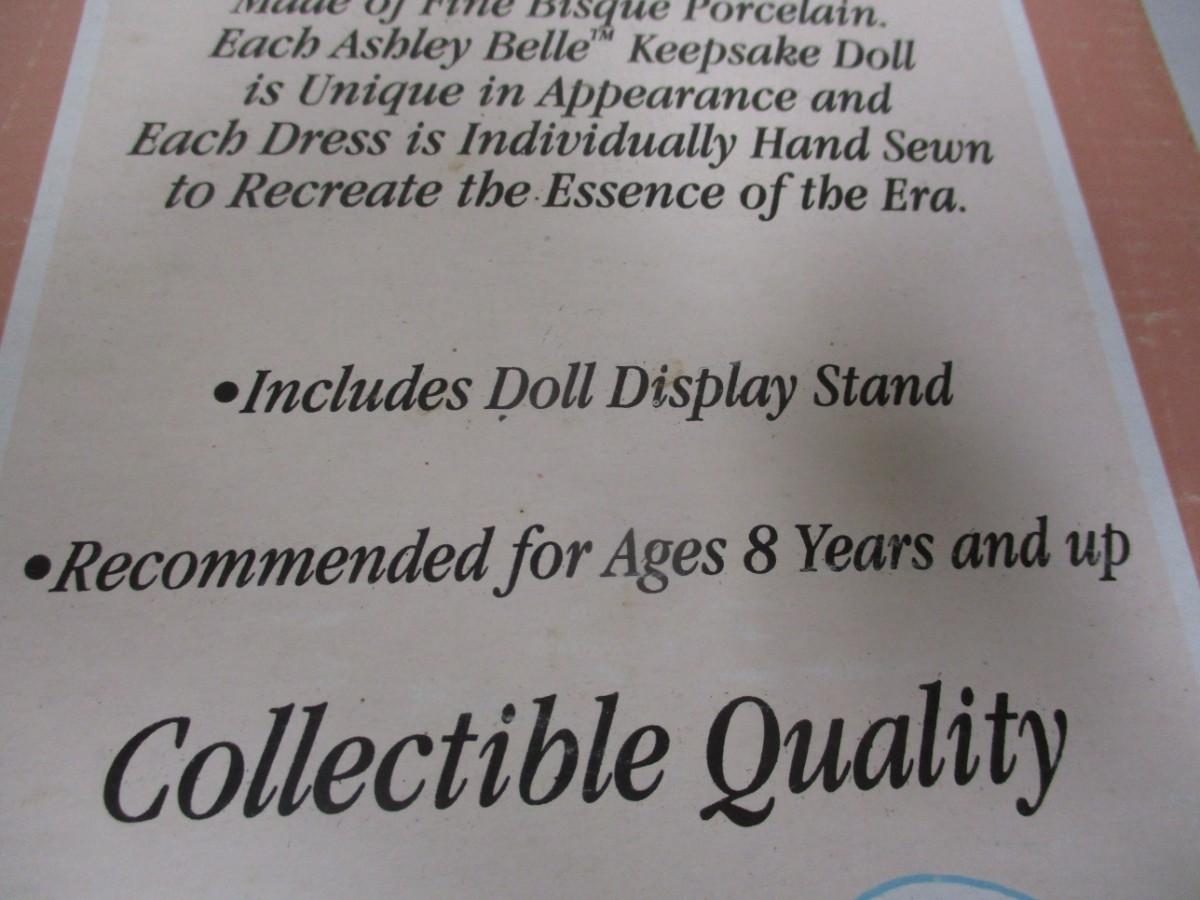 Made of Fine Bisque Porcelain.
Each Ashley Belle™ Keepsake Doll
is Unique in Appearance and
Each Dress is Individually Hand Sewn
to Recreate the Essence of the Era.
•Includes Doll Display Stand
•Recommended for Ages 8 Years and up
Collectible Quality